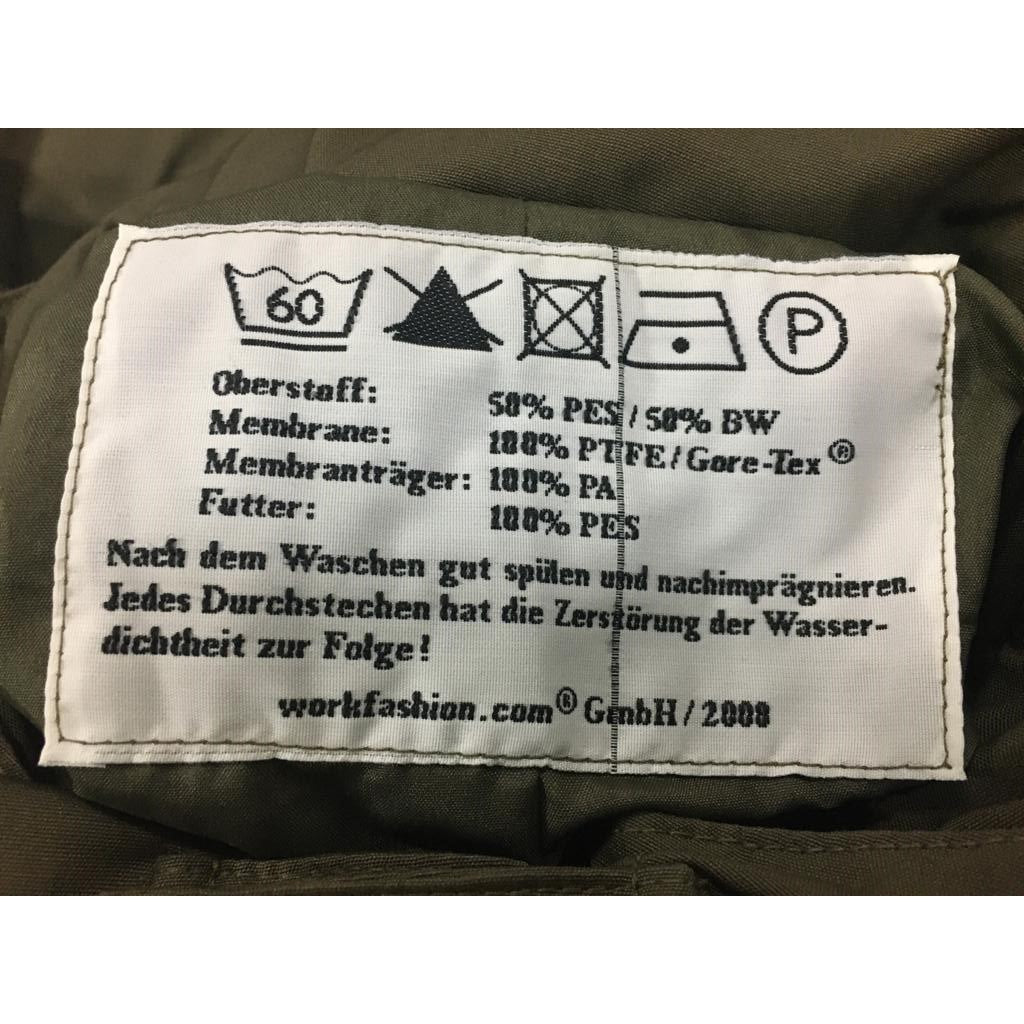 60
P
Oberstoff: 50% PES / 50% BW
Membrane: 100% PTFE / Gore-Tex®
Membranträger: 100% PA
Futter: 100% PES
Nach dem Waschen gut spülen und nachimprägnieren.
Jedes Durchstechen hat die Zerstörung der Wasser-
dichtheit zur Folge!
workfashion.com® GmbH / 2008